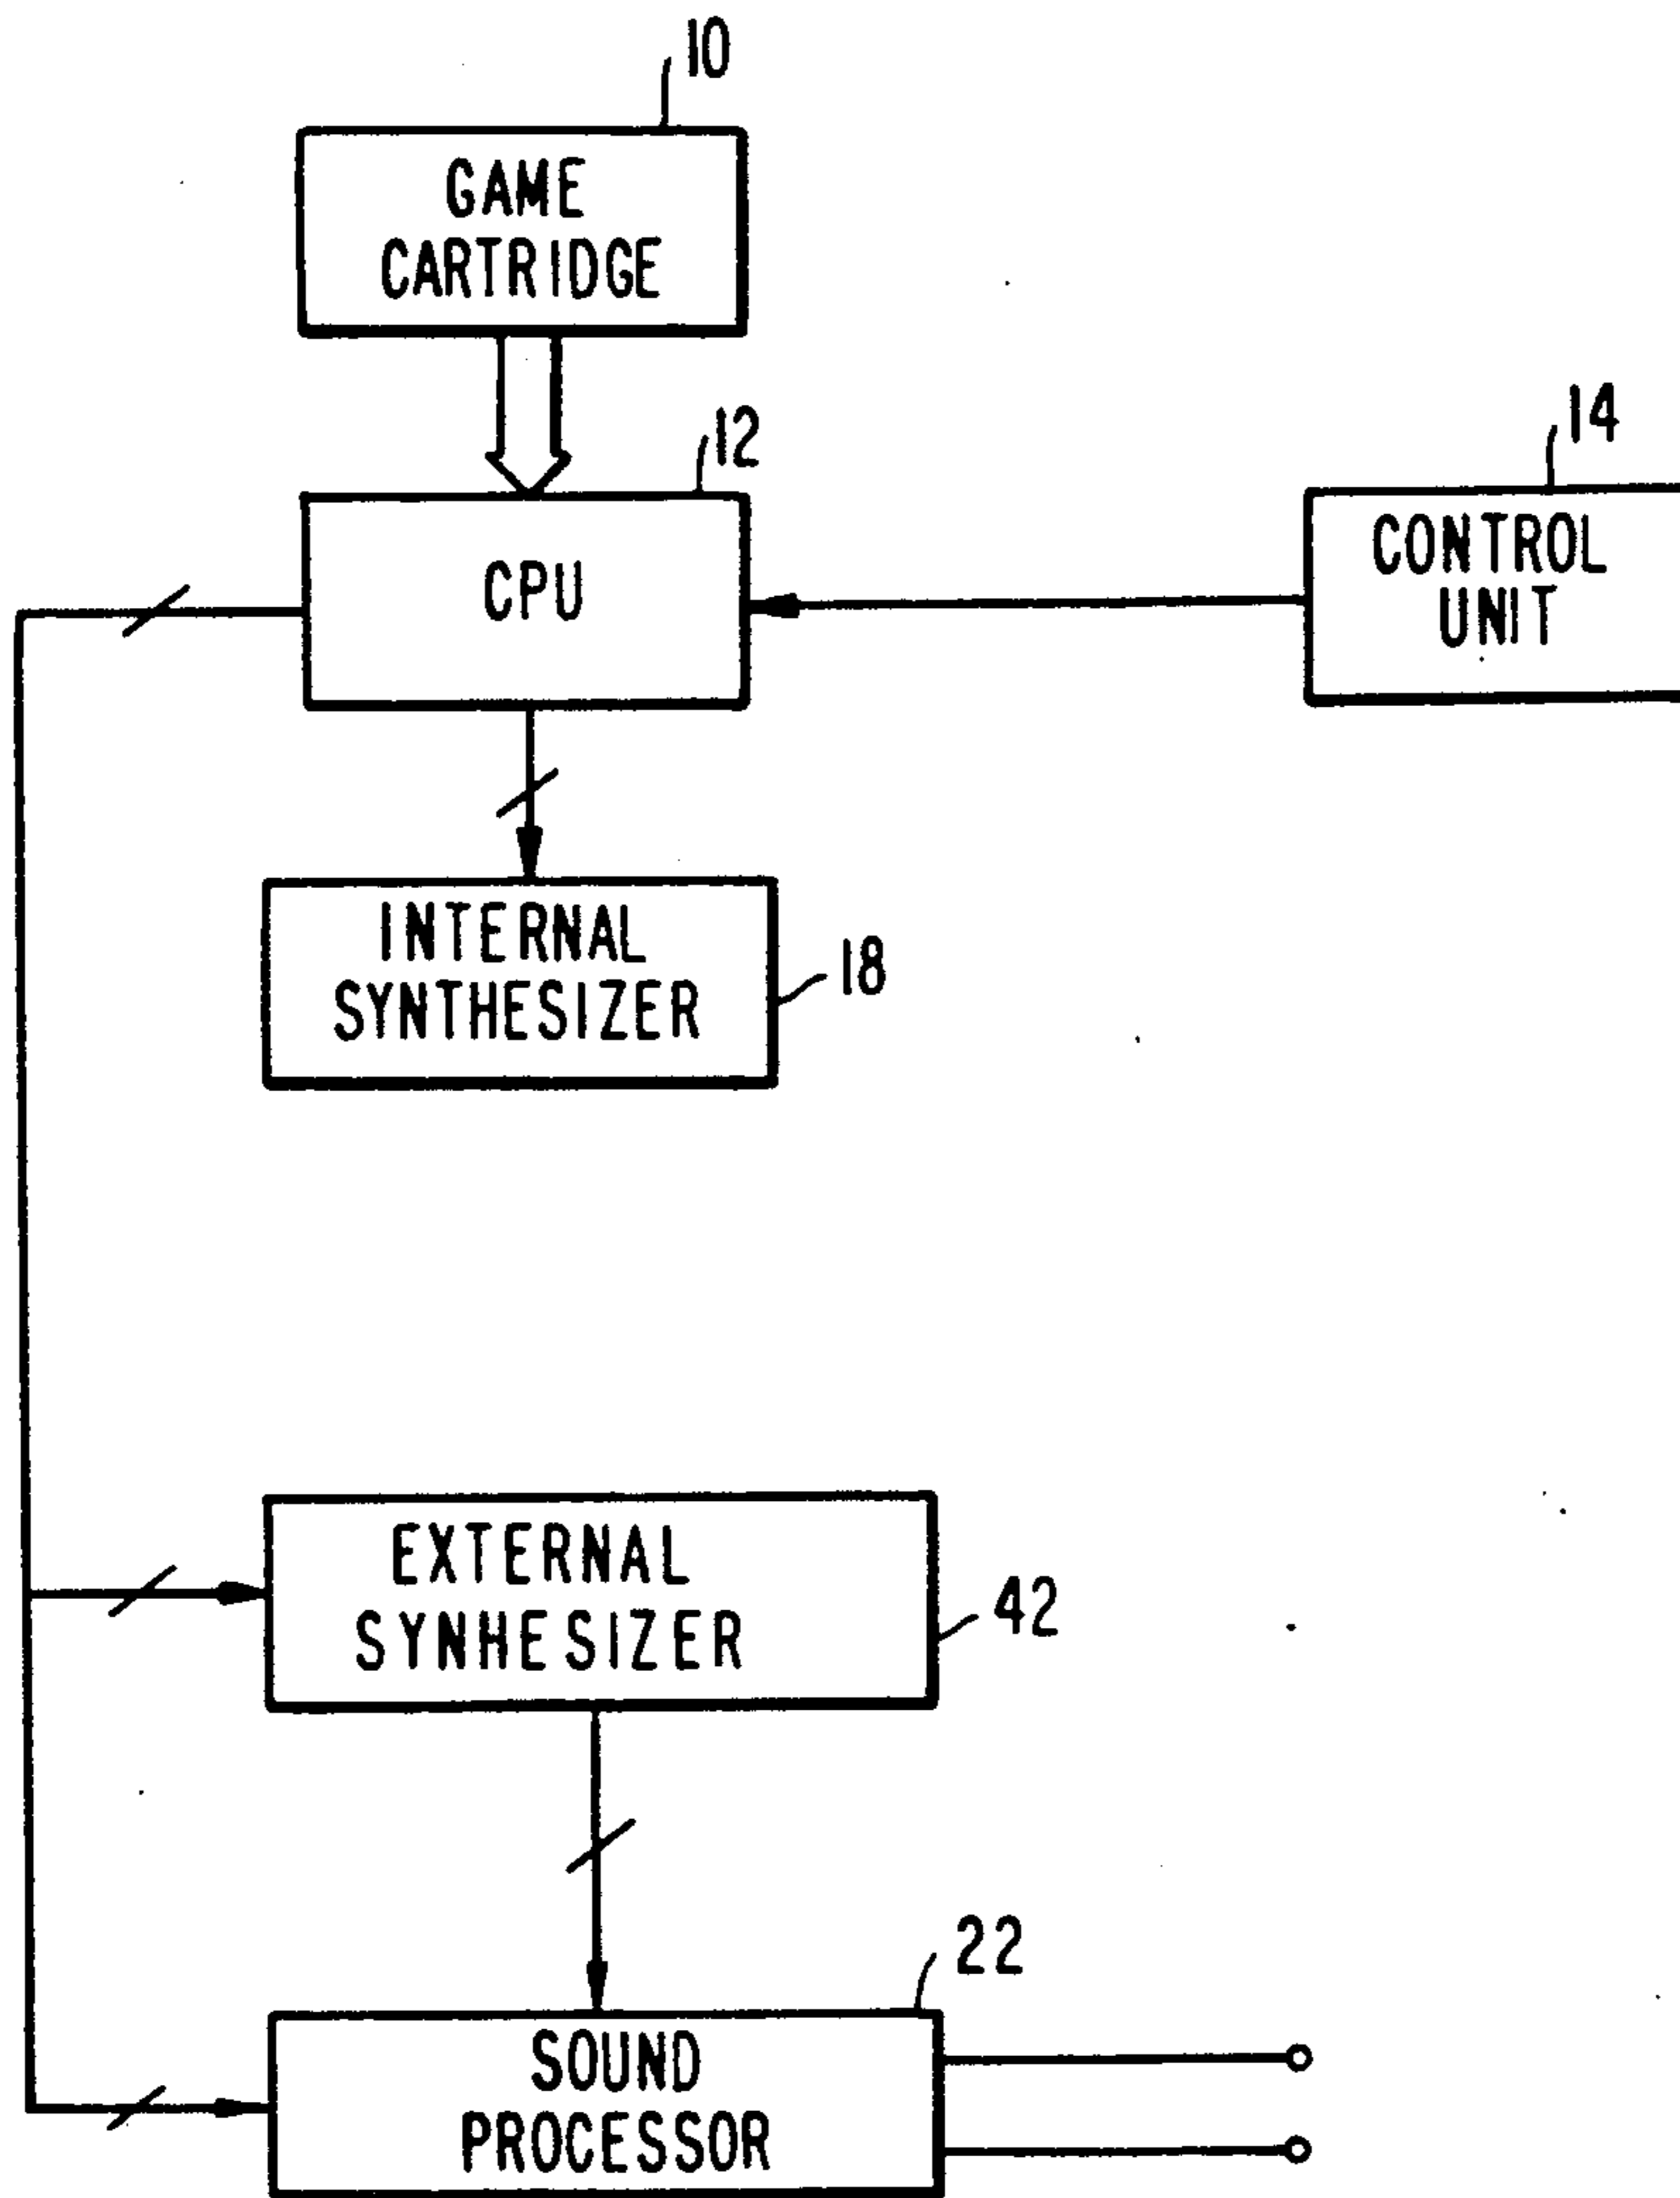 10
GAME
CARTRIDGE
12
CPU
14
CONTROL
UNIT
INTERNAL
SYNTHESIZER
18
EXTERNAL
SYNHESIZER
42
22
SOUND
PROCESSOR